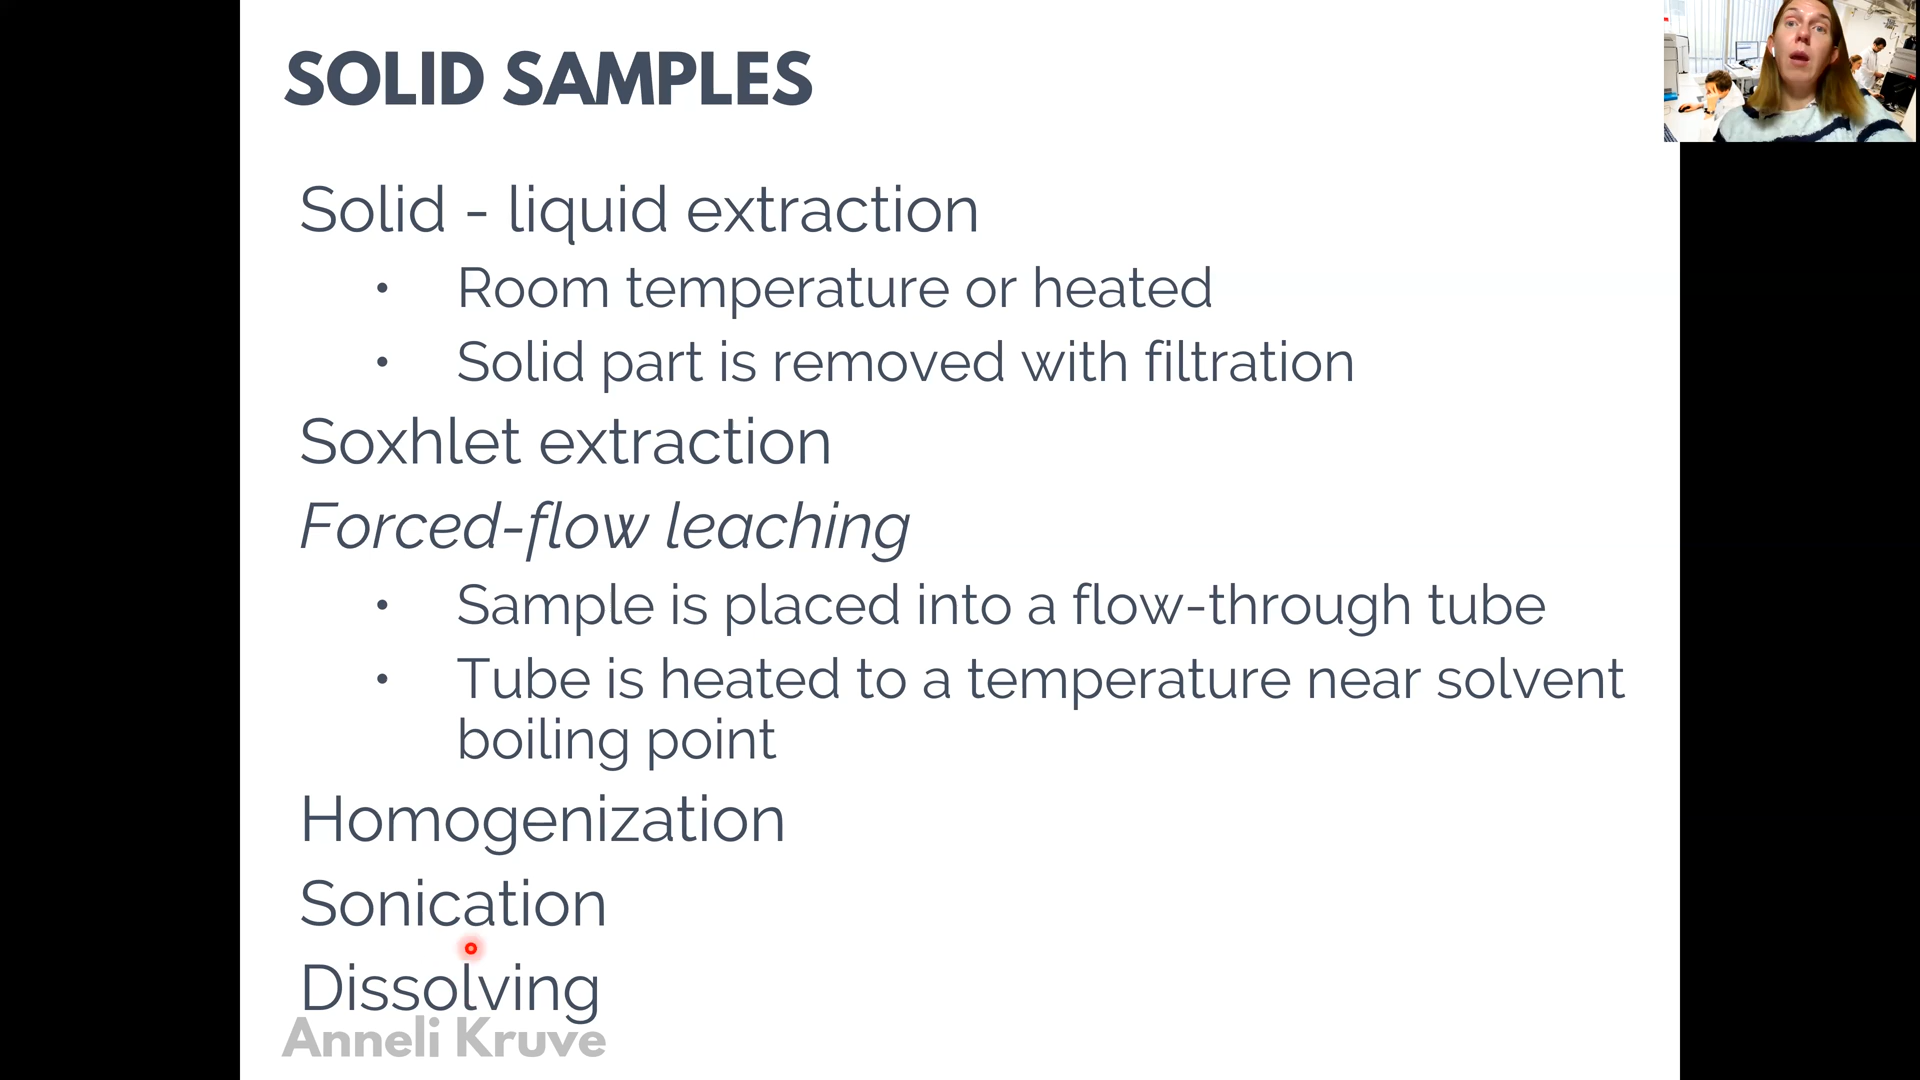 SOLID SAMPLES
Solid - liquid extraction
• Room temperature or heated
• Solid part is removed with filtration
Soxhlet extraction
Forced-flow leaching
• Sample is placed into a flow-through tube
• Tube is heated to a temperature near solvent
boiling point
Homogenization
Sonication
Dissolving
Anneli Kruve